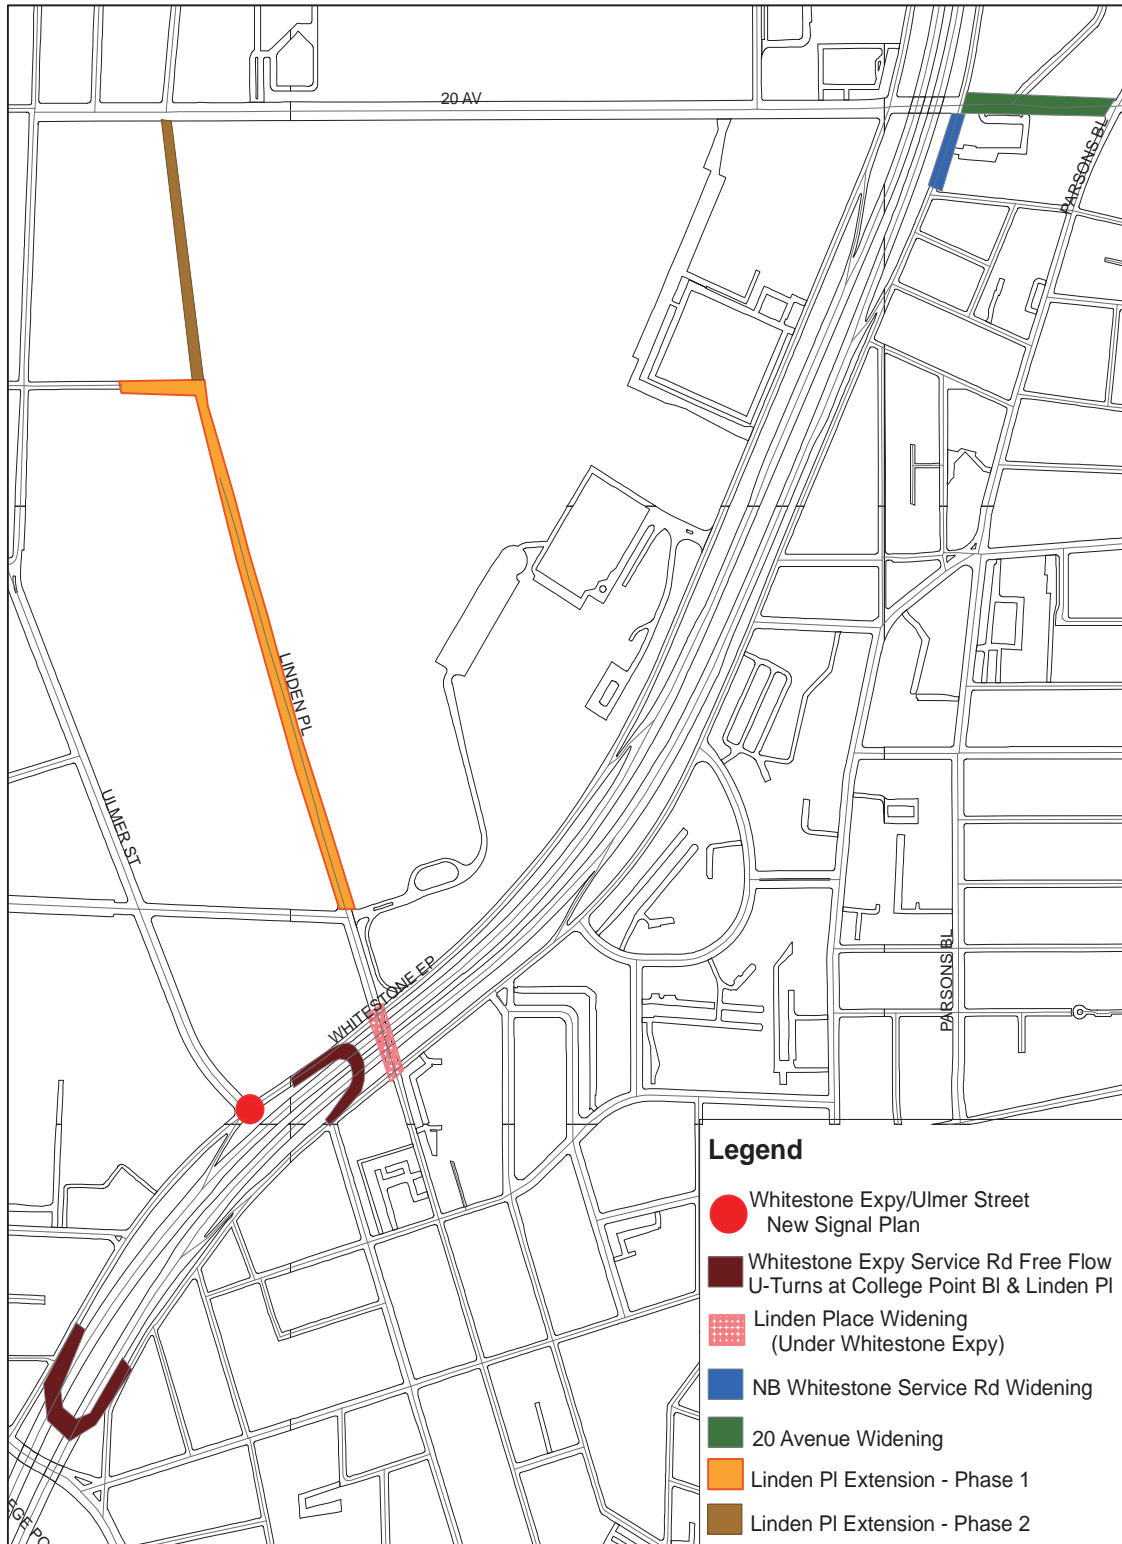 20 AV
PARSONS BL
LINDEN PL
ULMER ST
WHITESTONE EP
PARSONS BL
EGE PO
Legend
Whitestone Expy/Ulmer Street
New Signal Plan
Whitestone Expy Service Rd Free Flow
U-Turns at College Point Bl & Linden Pl
Linden Place Widening
(Under Whitestone Expy)
NB Whitestone Service Rd Widening
20 Avenue Widening
Linden Pl Extension - Phase 1
Linden Pl Extension - Phase 2